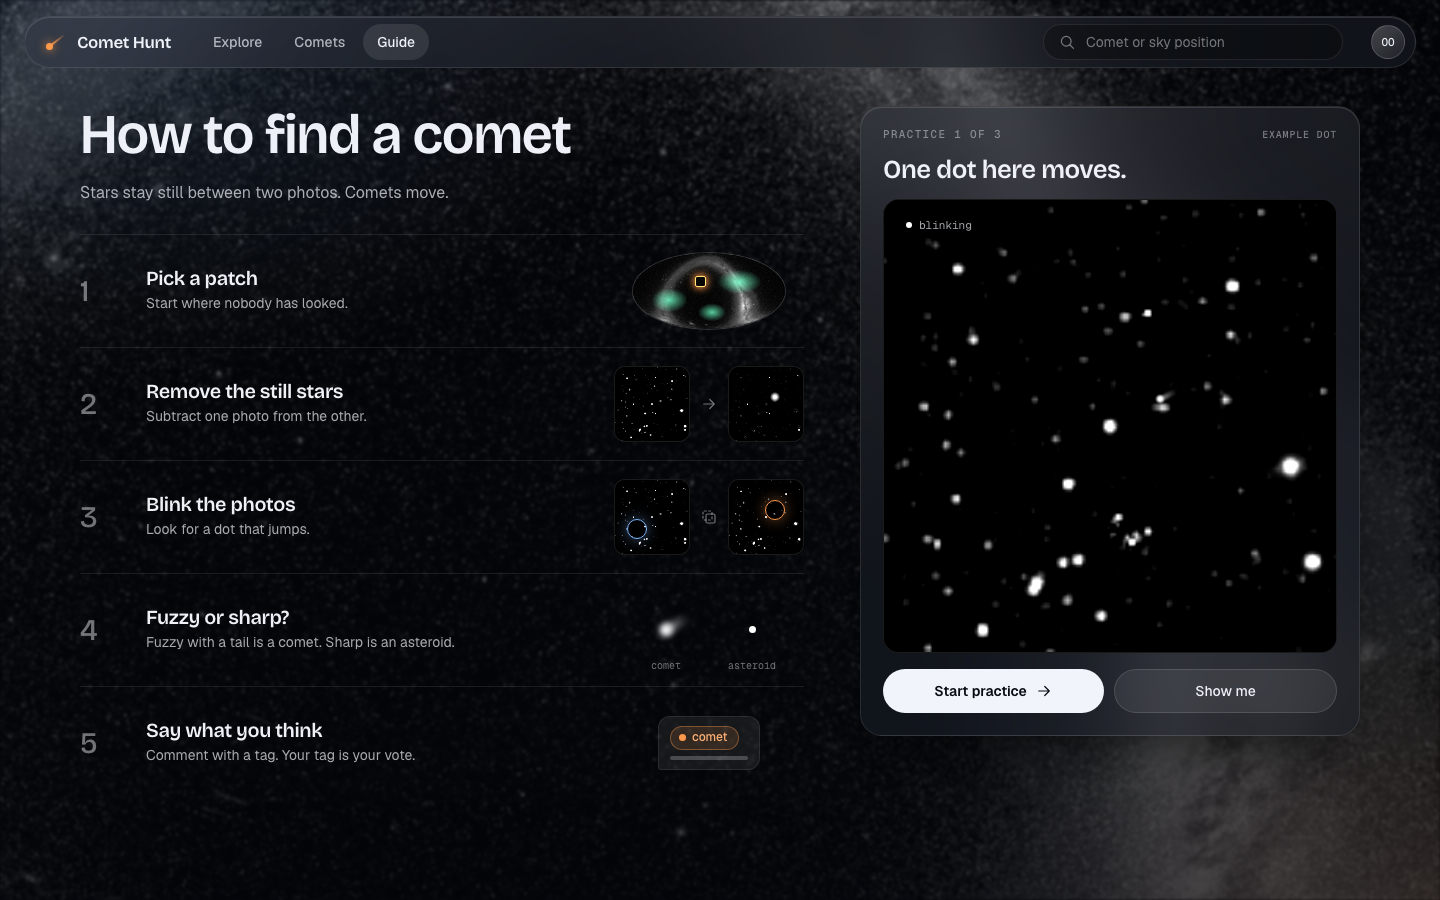 Comet Hunt
Explore
Comets
Guide
Comet or sky position
00
How to find a comet
Stars stay still between two photos. Comets move.
1
Pick a patch
Start where nobody has looked.
2
Remove the still stars
Subtract one photo from the other.
3
Blink the photos
Look for a dot that jumps.
4
Fuzzy or sharp?
Fuzzy with a tail is a comet. Sharp is an asteroid.
comet
asteroid
5
Say what you think
Comment with a tag. Your tag is your vote.
comet
PRACTICE 1 OF 3
EXAMPLE DOT
One dot here moves.
blinking
Start practice
Show me